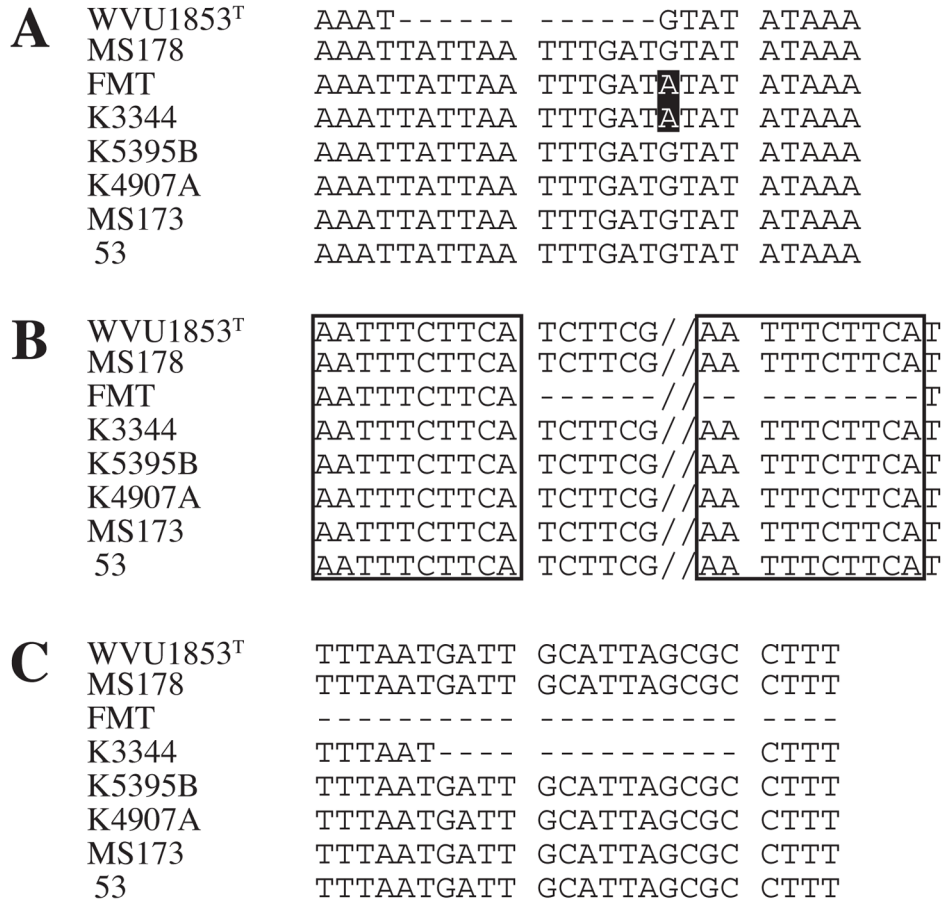 A WVU1853ᵀ AAAT------ ------GTAT ATAAA
MS178 AAATTATTAA TTTGATGTAT ATAAA
FMT AAATTATTAA TTTGATATAT ATAAA
K3344 AAATTATTAA TTTGATATAT ATAAA
K5395B AAATTATTAA TTTGATGTAT ATAAA
K4907A AAATTATTAA TTTGATGTAT ATAAA
MS173 AAATTATTAA TTTGATGTAT ATAAA
53 AAATTATTAA TTTGATGTAT ATAAA
B WVU1853ᵀ AATTTCTTCA TCTTCG//AA TTTCTTCAT
MS178 AATTTCTTCA TCTTCG//AA TTTCTTCAT
FMT AATTTCTTCA ------//-- --------T
K3344 AATTTCTTCA TCTTCG//AA TTTCTTCAT
K5395B AATTTCTTCA TCTTCG//AA TTTCTTCAT
K4907A AATTTCTTCA TCTTCG//AA TTTCTTCAT
MS173 AATTTCTTCA TCTTCG//AA TTTCTTCAT
53 AATTTCTTCA TCTTCG//AA TTTCTTCAT
C WVU1853ᵀ TTTAATGATT GCATTAGCGC CTTT
MS178 TTTAATGATT GCATTAGCGC CTTT
FMT ---------- ---------- ----
K3344 TTTAAT---- ---------- CTTT
K5395B TTTAATGATT GCATTAGCGC CTTT
K4907A TTTAATGATT GCATTAGCGC CTTT
MS173 TTTAATGATT GCATTAGCGC CTTT
53 TTTAATGATT GCATTAGCGC CTTT